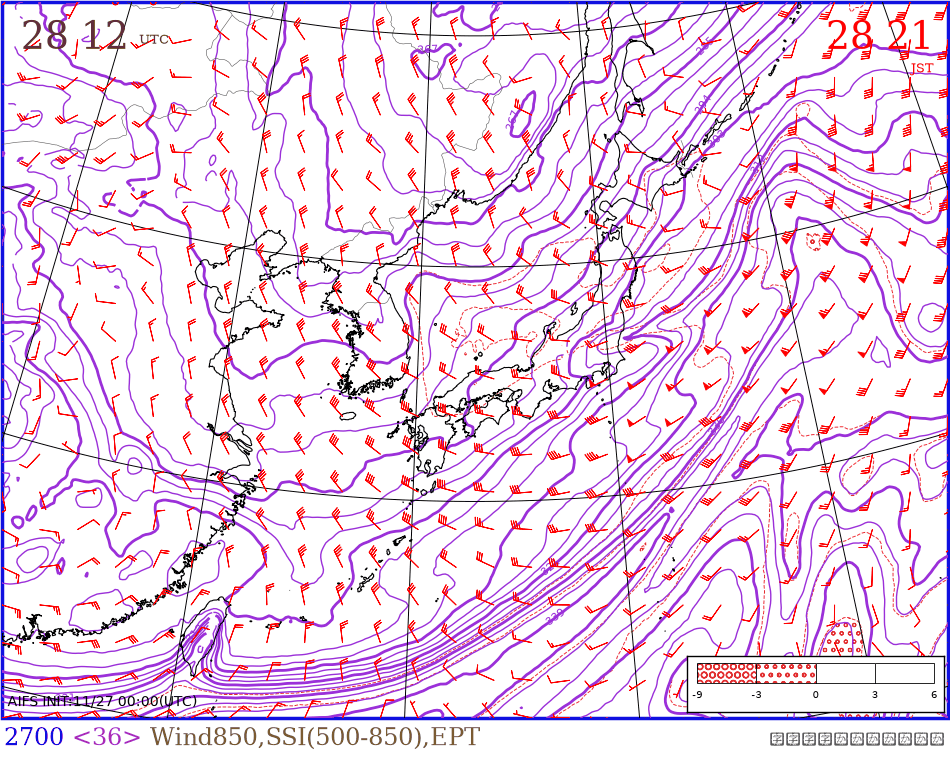 28 12 UTC
28 21
JST
267
AIFS INIT:11/27 00:00(UTC)
-9 -3 0 3 6
2700 <36> Wind850,SSI(500-850),EPT